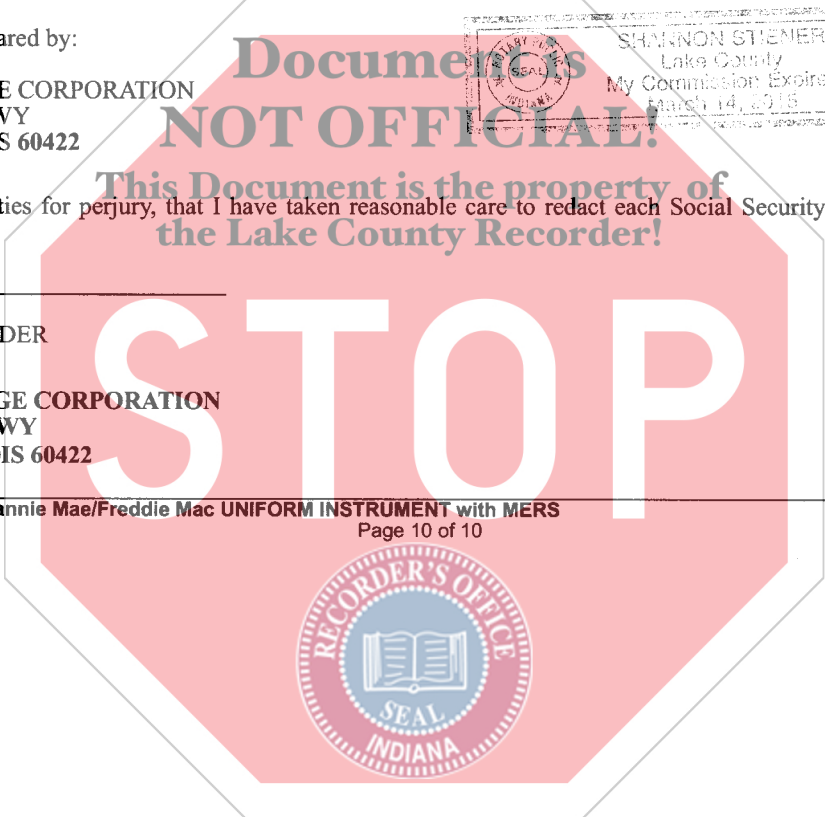 ared by:
SHANNON STIENER
Lake County
My Commission Expires
March 14, 2015
NOTARY PUBLIC
SEAL
INDIANA
Document is
E CORPORATION
WY
S 60422
NOT OFFICIAL!
This Document is the property of
ties for perjury, that I have taken reasonable care to redact each Social Security
the Lake County Recorder!
DER
STOP
GE CORPORATION
WY
IS 60422
annie Mae/Freddie Mac UNIFORM INSTRUMENT with MERS
Page 10 of 10
RECORDER'S OFFICE
SEAL
INDIANA